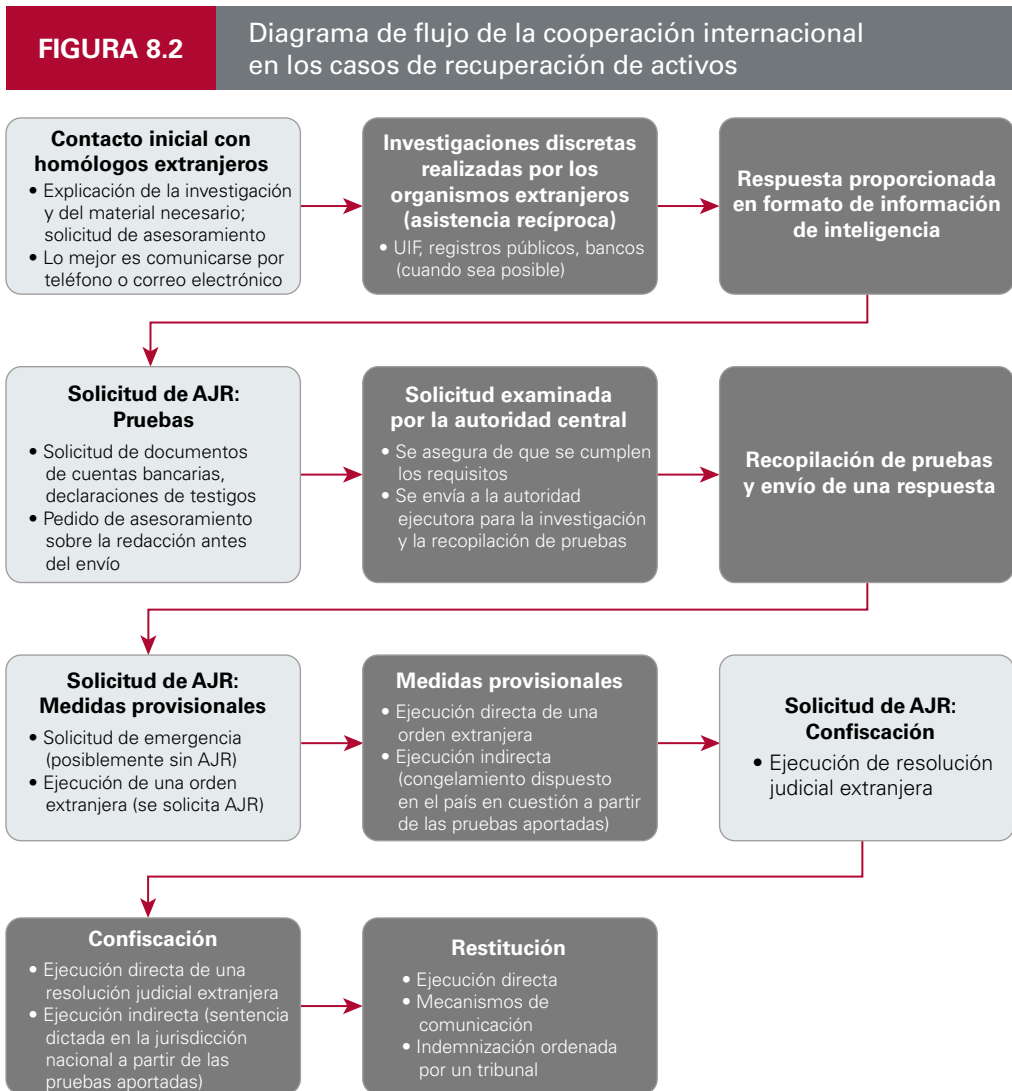 FIGURA 8.2
Diagrama de flujo de la cooperación internacional
en los casos de recuperación de activos
Contacto inicial con
homólogos extranjeros
• Explicación de la investigación
y del material necesario;
solicitud de asesoramiento
• Lo mejor es comunicarse por
teléfono o correo electrónico
Investigaciones discretas
realizadas por los
organismos extranjeros
(asistencia recíproca)
• UIF, registros públicos, bancos
(cuando sea posible)
Respuesta proporcionada
en formato de información
de inteligencia
Solicitud de AJR:
Pruebas
• Solicitud de documentos
de cuentas bancarias,
declaraciones de testigos
• Pedido de asesoramiento
sobre la redacción antes
del envío
Solicitud examinada
por la autoridad central
• Se asegura de que se cumplen
los requisitos
• Se envía a la autoridad
ejecutora para la investigación
y la recopilación de pruebas
Recopilación de pruebas
y envío de una respuesta
Solicitud de AJR:
Medidas provisionales
• Solicitud de emergencia
(posiblemente sin AJR)
• Ejecución de una orden
extranjera (se solicita AJR)
Medidas provisionales
• Ejecución directa de una
orden extranjera
• Ejecución indirecta
(congelamiento dispuesto
en el país en cuestión a partir
de las pruebas aportadas)
Solicitud de AJR:
Confiscación
• Ejecución de resolución
judicial extranjera
Confiscación
• Ejecución directa de una
resolución judicial extranjera
• Ejecución indirecta (sentencia
dictada en la jurisdicción
nacional a partir de las
pruebas aportadas)
Restitución
• Ejecución directa
• Mecanismos de
comunicación
• Indemnización ordenada
por un tribunal